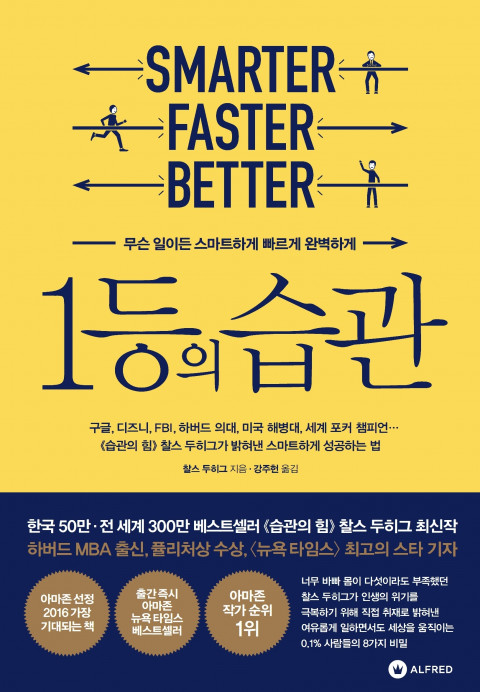 SMARTER
FASTER
BETTER
무슨 일이든 스마트하게 빠르게 완벽하게
1등의 습관
구글, 디즈니, FBI, 하버드 의대, 미국 해병대, 세계 포커 챔피언…
《습관의 힘》 찰스 두히그가 밝혀낸 스마트하게 성공하는 법
찰스 두히그 지음 · 강주헌 옮김
한국 50만 · 전 세계 300만 베스트셀러 《습관의 힘》 찰스 두히그 최신작
하버드 MBA 출신, 퓰리처상 수상, 〈뉴욕 타임스〉 최고의 스타 기자
아마존 선정
2016 가장
기대되는 책
출간 즉시
아마존
뉴욕 타임스
베스트셀러
아마존
작가 순위
1위
너무 바빠 몸이 다섯이라도 부족했던
찰스 두히그가 인생의 위기를
극복하기 위해 직접 취재로 밝혀낸
여유롭게 일하면서도 세상을 움직이는
0.1% 사람들의 8가지 비밀
ALFRED